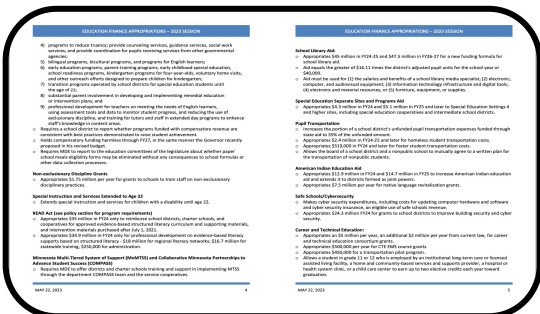 EDUCATION FINANCE APPROPRIATIONS – 2023 SESSION
4) programs to reduce truancy; provide counseling services, guidance services, social work
services; and provide coordination for pupils receiving services from other governmental
agencies;
5) bilingual programs, bicultural programs, and programs for English learners;
6) early education programs, parent-training programs, early childhood special education,
school readiness programs, kindergarten programs for four-year-olds, voluntary home visits,
and other outreach efforts designed to prepare children for kindergarten;
7) transition programs operated by school districts for special education students until
the age of 22;
8) substantial parent involvement in developing and implementing remedial education
or intervention plans; and
9) professional development for teachers on meeting the needs of English learners,
using assessment tools and data to monitor student progress, and reducing the use of
exclusionary discipline, and training for tutors and staff in extended day programs to enhance
staff's knowledge in content areas.
o Requires a school district to report whether programs funded with compensatory revenue are
consistent with best practices demonstrated to raise student achievement.
o Holds compensatory funding harmless through FY27, in the same manner the Governor recently
proposed in his revised budget.
o Requires MDE to report to the education committees of the legislature about whether paper
school meals eligibility forms may be eliminated without any consequences to school formulas or
other data collection processes.
Non-exclusionary Discipline Grants
o Appropriates $1.75 million per year for grants to schools to train staff on non-exclusionary
disciplinary practices.
Special Instruction and Services Extended to Age 22
o Extends special instruction and services for children with a disability until age 22.
READ Act (see policy section for program requirements)
o Appropriates $35 million in FY24 only to reimburse school districts, charter schools, and
cooperatives for approved evidence-based structured literacy curriculum and supporting materials,
and intervention materials purchased after July 1, 2021.
o Appropriates $34.9 million in FY24 only for professional development on evidence-based literacy
supports based on structured literacy - $18 million for regional literacy networks; $16.7 million for
statewide training, $250,000 for administration.
Minnesota Multi-Tiered System of Support (MnMTSS) and Collaborative Minnesota Partnerships to
Advance Student Success (COMPASS)
o Requires MDE to offer districts and charter schools training and support in implementing MTSS
through the department COMPASS team and the service cooperatives.
MAY 22, 2023 4
EDUCATION FINANCE APPROPRIATIONS – 2023 SESSION
School Library Aid:
o Appropriates $45 million in FY24-25 and $47.5 million in FY26-27 for a new funding formula for
school library aid.
o Aid equals the greater of $16.11 times the district's adjusted pupil units for the school year or
$40,000.
o Aid must be used for (1) the salaries and benefits of a school library media specialist; (2) electronic,
computer, and audiovisual equipment; (3) information technology infrastructure and digital tools;
(4) electronic and material resources; or (5) furniture, equipment, or supplies.
Special Education Separate Sites and Programs Aid
o Appropriates $4.3 million in FY24 and $5.1 million in FY25 and later to Special Education Settings 4
and higher sites, including special education cooperatives and intermediate school districts.
Pupil Transportation
o Increases the portion of a school district's unfunded pupil transportation expenses funded through
state aid to 35% of the unfunded amount.
o Appropriates $2.4 million in FY25 and later for homeless student transportation costs.
o Appropriates $519,000 in FY24 and later for foster student transportation costs.
o Allows the board of a school and a nonpublic school to mutually agree to a written plan for
the transportation of nonpublic students.
American Indian Education Aid
o Appropriates $12.9 million in FY24 and $14.7 million in FY25 to increase American Indian education
aid and extends it to districts formed as joint powers.
o $7.5 million per year for native language revitalization grants.
Safe Schools/Cybersecurity
o Makes cyber security expenditures, including costs for updating computer hardware and software
and cyber security insurance, an eligible use of safe schools revenue.
o Appropriates $24.3 million FY24 for grants to school districts to improve building security and cyber
security.
Career and Technical Education:
o Appropriates an $5 million per year, an additional $2 million per year from current law, for career
and technical education consortium grants.
o Appropriates $500,000 per year for CTE EMS course grants.
o Appropriates $450,000 for a transportation pilot program.
o Allows a student in grade 11 or 12 who is employed by an institutional long-term care or licensed
assisted living facility, a home and community-based services and supports provider, a hospital or
health system clinic, or a child care center to earn up to two elective credits each year toward
graduation.
MAY 22, 2023 5